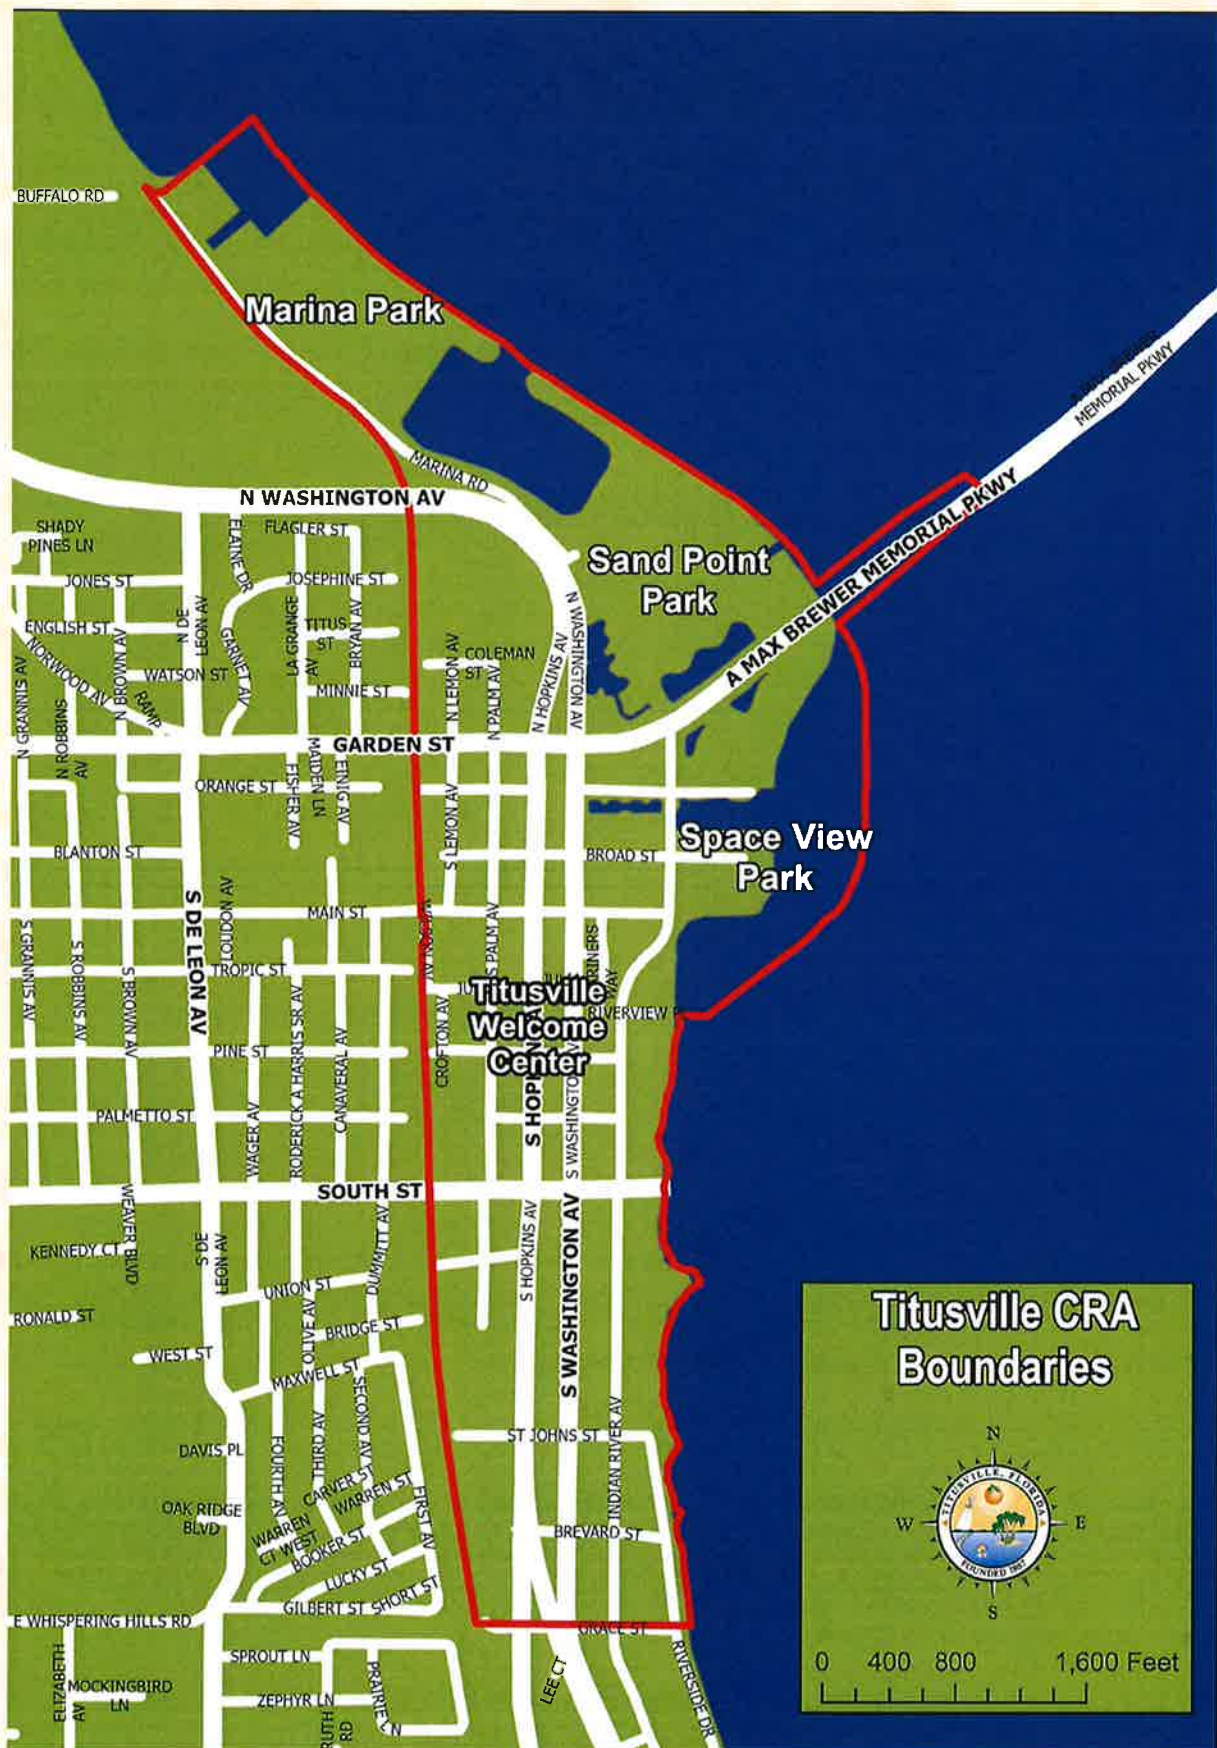 BUFFALO RD
Marina Park
MEMORIAL PKWY
MARINA RD
N WASHINGTON AV
A MAX BREWER MEMORIAL PKWY
SHADY
PINES LN
ELAINE DR
FLAGLER ST
Sand Point
Park
JONES ST
JOSEPHINE ST
N WASHINGTON AV
ENGLISH ST
N DE
LEON AV
GARNET AV
LA GRANGE
AV
TITUS
ST
BRYAN AV
NORWOOD AV
N BROWN AV
WATSON ST
MINNIE ST
N LEMON AV
COLEMAN
ST
N PALM AV
N HOPKINS AV
N GRANNIS AV
N ROBBINS
AV
RAMP
GARDEN ST
ORANGE ST
FISHER AV
MAIDEN LN
EINIG AV
S LEMON AV
BLANTON ST
BROAD ST
Space View
Park
S DE LEON AV
LOUDON AV
MAIN ST
S PALM AV
S GRANNIS AV
S ROBBINS AV
S BROWN AV
TROPIC ST
Titusville
Welcome
Center
WAY
RIVERVIEW
RODERICK A HARRIS SR AV
CANAVERAL AV
CROFTON AV
PINE ST
PALMETTO ST
WAGER AV
S WASHINGTON
SOUTH ST
WEAVER BLVD
KENNEDY CT
S DE
LEON AV
DUMMITT AV
S HOPKINS AV
S WASHINGTON AV
UNION ST
RONALD ST
OLIVE AV
BRIDGE ST
WEST ST
MAXWELL ST
SECOND AV
THIRD AV
FOURTH AV
DAVIS PL
ST JOHNS ST
INDIAN RIVER AV
CARVER ST
WARREN ST
FIRST AV
OAK RIDGE
BLVD
WARREN
CT WEST
BOOKER ST
BREVARD ST
LUCKY ST
GILBERT ST
SHORT ST
E WHISPERING HILLS RD
GRACE ST
SPROUT LN
ELIZABETH
AV
MOCKINGBIRD
LN
ZEPHYR LN
RUTH
RD
PRAIRIE LN
LEE CT
RIVERSIDE DR
Titusville CRA
Boundaries
N
W
E
S
TITUSVILLE, FLORIDA
FOUNDED 1867
0 400 800 1,600 Feet